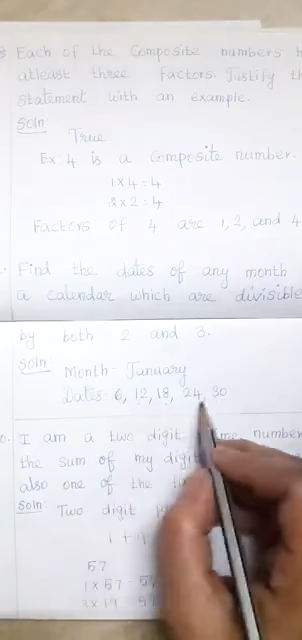 Each of the Composite numbers h
atleast three factors. Justify th
statement with an example.
Soln
True
Ex 4 is a Composite number.
1 x 4 = 4
2 x 2 = 4
Factors of 4 are 1, 2, and 4
Find the dates of any month
a calendar which are divisible
by both 2 and 3.
Soln
Month: January
Dates: 6, 12, 18, 24, 30
I am a two digit number
the sum of my digit
also one of the
Soln: Two digit
57
1 x 57
3 x 19